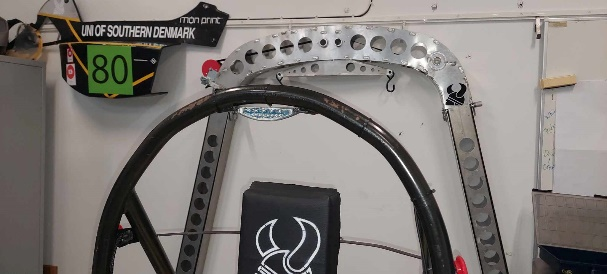 mon print
UNI OF SOUTHERN DENMARK
80